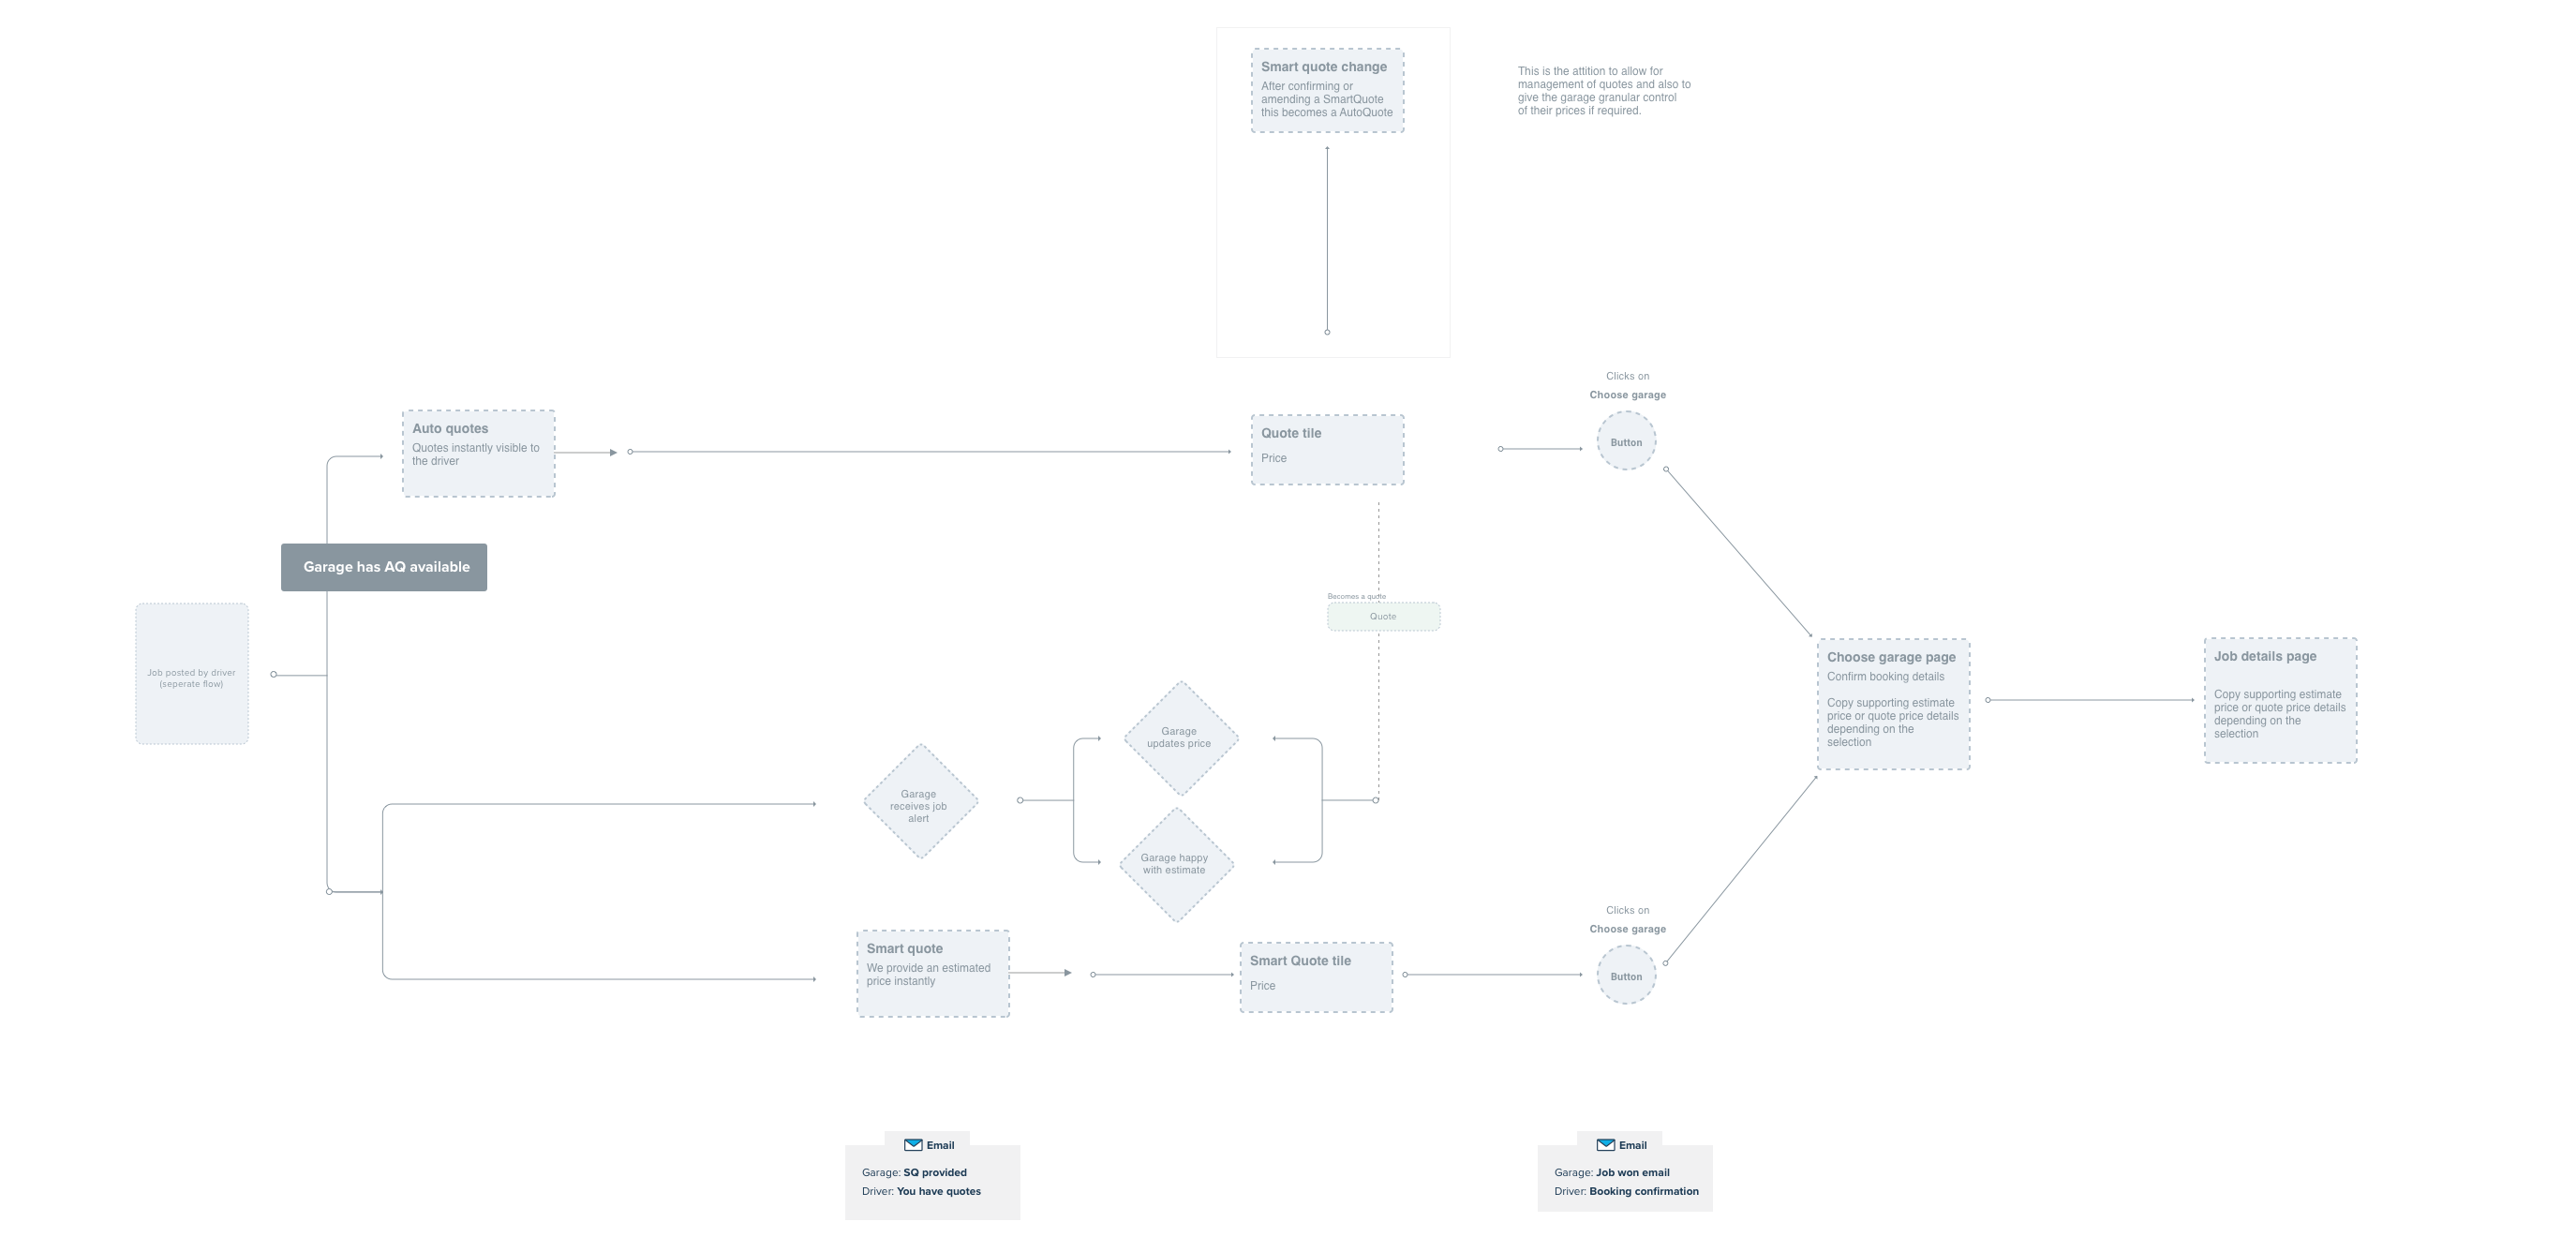 Smart quote change
After confirming or
amending a SmartQuote
this becomes a AutoQuote
This is the attition to allow for
management of quotes and also to
give the garage granular control
of their prices if required.
Clicks on
Choose garage
Button
Auto quotes
Quotes instantly visible to
the driver
Quote tile
Price
Garage has AQ available
Becomes a quote
Quote
Job posted by driver
(seperate flow)
Choose garage page
Confirm booking details
Copy supporting estimate
price or quote price details
depending on the
selection
Job details page
Copy supporting estimate
price or quote price details
depending on the
selection
Garage
updates price
Garage
receives job
alert
Garage happy
with estimate
Clicks on
Choose garage
Button
Smart quote
We provide an estimated
price instantly
Smart Quote tile
Price
Email
Garage: SQ provided
Driver: You have quotes
Email
Garage: Job won email
Driver: Booking confirmation